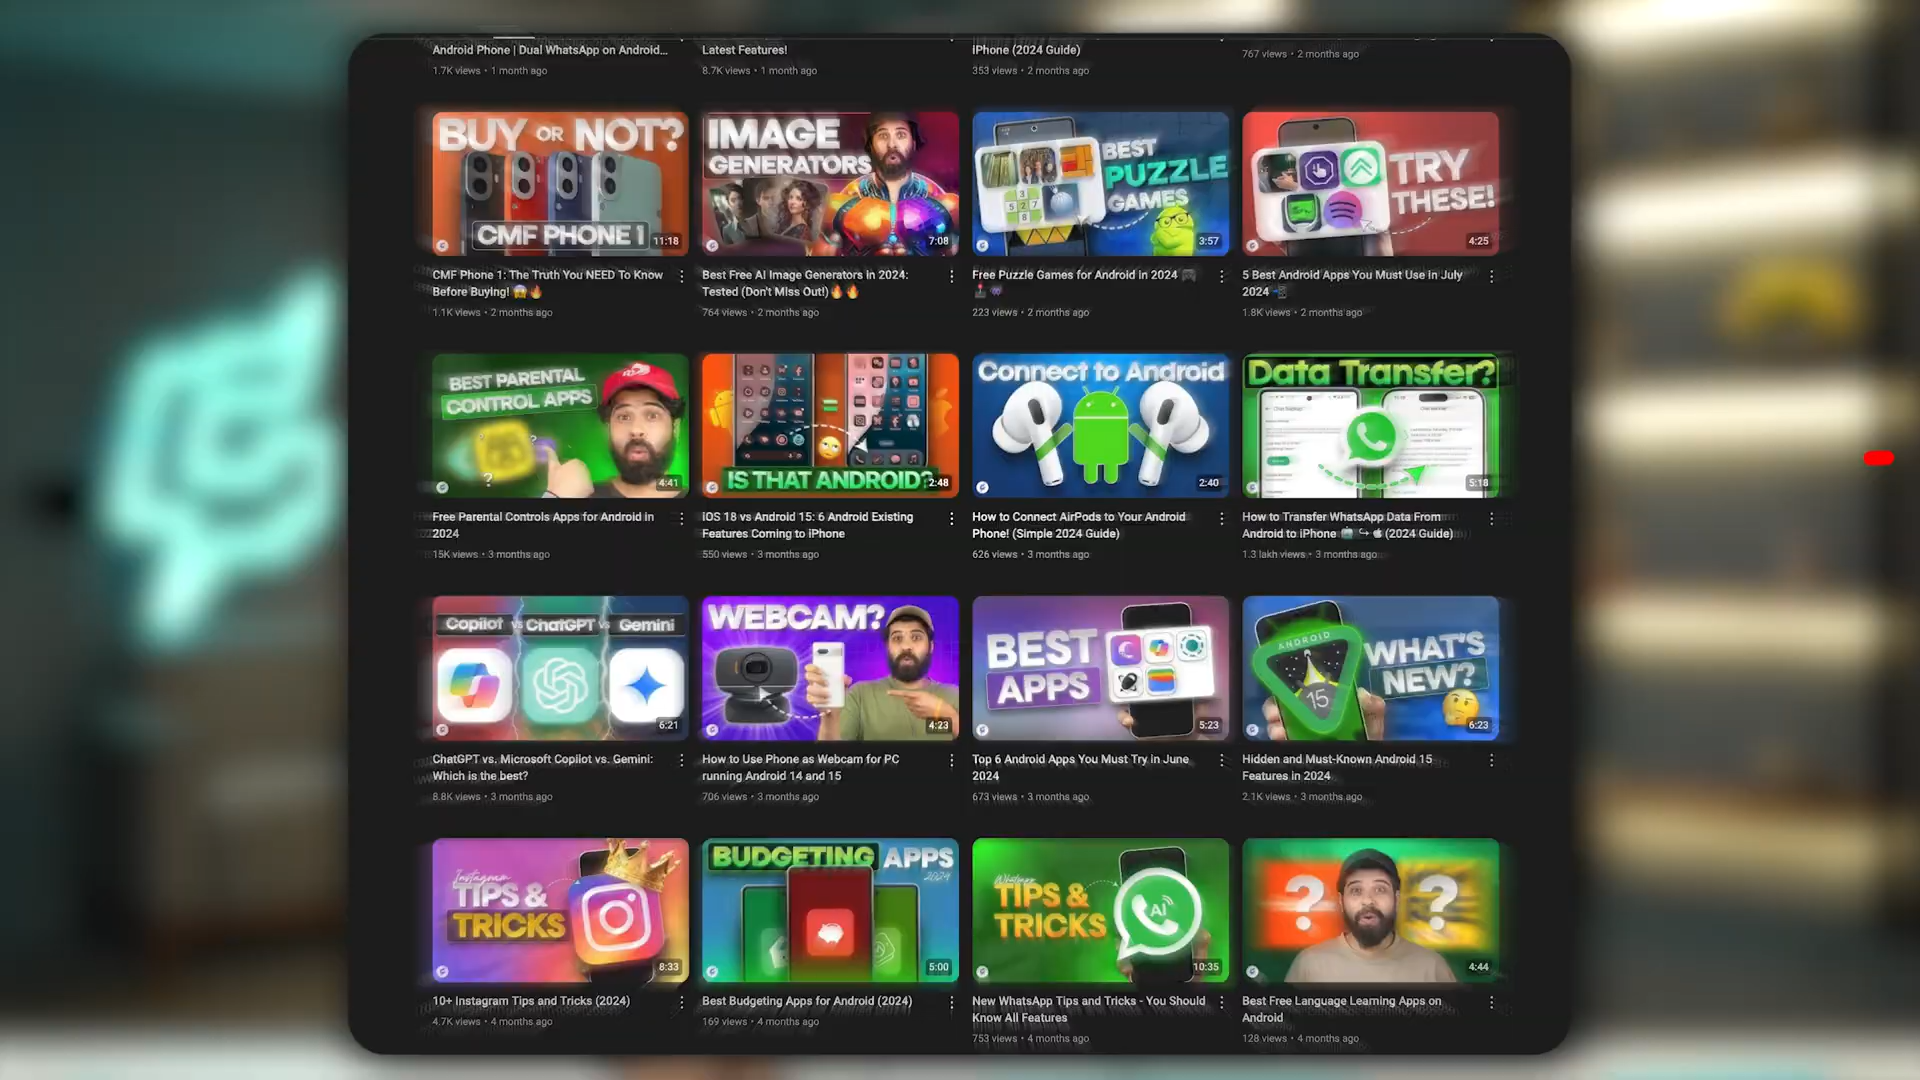 Android Phone | Dual WhatsApp on Android...
1.7K views • 1 month ago
Latest Features!
8.7K views • 1 month ago
iPhone (2024 Guide)
353 views • 2 months ago
767 views • 2 months ago
BUY OR NOT?
CMF PHONE 1
11:18
IMAGE
GENERATORS
7:08
BEST
PUZZLE
GAMES
3:57
TRY
THESE!
4:25
CMF Phone 1: The Truth You NEED To Know
Before Buying! 😱🔥
1.1K views • 2 months ago
Best Free AI Image Generators in 2024:
Tested (Don't Miss Out!)🔥🔥
764 views • 2 months ago
Free Puzzle Games for Android in 2024 🎮
🕹️👾
223 views • 2 months ago
5 Best Android Apps You Must Use in July
2024 📲
1.8K views • 2 months ago
BEST PARENTAL
CONTROL APPS
4:41
IS THAT ANDROID?
2:48
Connect to Android
2:40
Data Transfer?
5:18
Free Parental Controls Apps for Android in
2024
15K views • 3 months ago
iOS 18 vs Android 15: 6 Android Existing
Features Coming to iPhone
550 views • 3 months ago
How to Connect AirPods to Your Android
Phone! (Simple 2024 Guide)
626 views • 3 months ago
How to Transfer WhatsApp Data From
Android to iPhone (2024 Guide)
1.3 lakh views • 3 months ago
Copilot vs ChatGPT vs Gemini
6:21
WEBCAM?
4:23
BEST
APPS
5:23
ANDROID
15
WHAT'S
NEW?
6:23
ChatGPT vs. Microsoft Copilot vs. Gemini:
Which is the best?
8.8K views • 3 months ago
How to Use Phone as Webcam for PC
running Android 14 and 15
706 views • 3 months ago
Top 6 Android Apps You Must Try in June
2024
673 views • 3 months ago
Hidden and Must-Known Android 15
Features in 2024
2.1K views • 3 months ago
Instagram
TIPS &
TRICKS
8:33
BUDGETING APPS
2024
5:00
Whatsapp
TIPS &
TRICKS
AI
10:35
? ?
4:44
10+ Instagram Tips and Tricks (2024)
4.7K views • 4 months ago
Best Budgeting Apps for Android (2024)
169 views • 4 months ago
New WhatsApp Tips and Tricks - You Should
Know All Features
753 views • 4 months ago
Best Free Language Learning Apps on
Android
128 views • 4 months ago